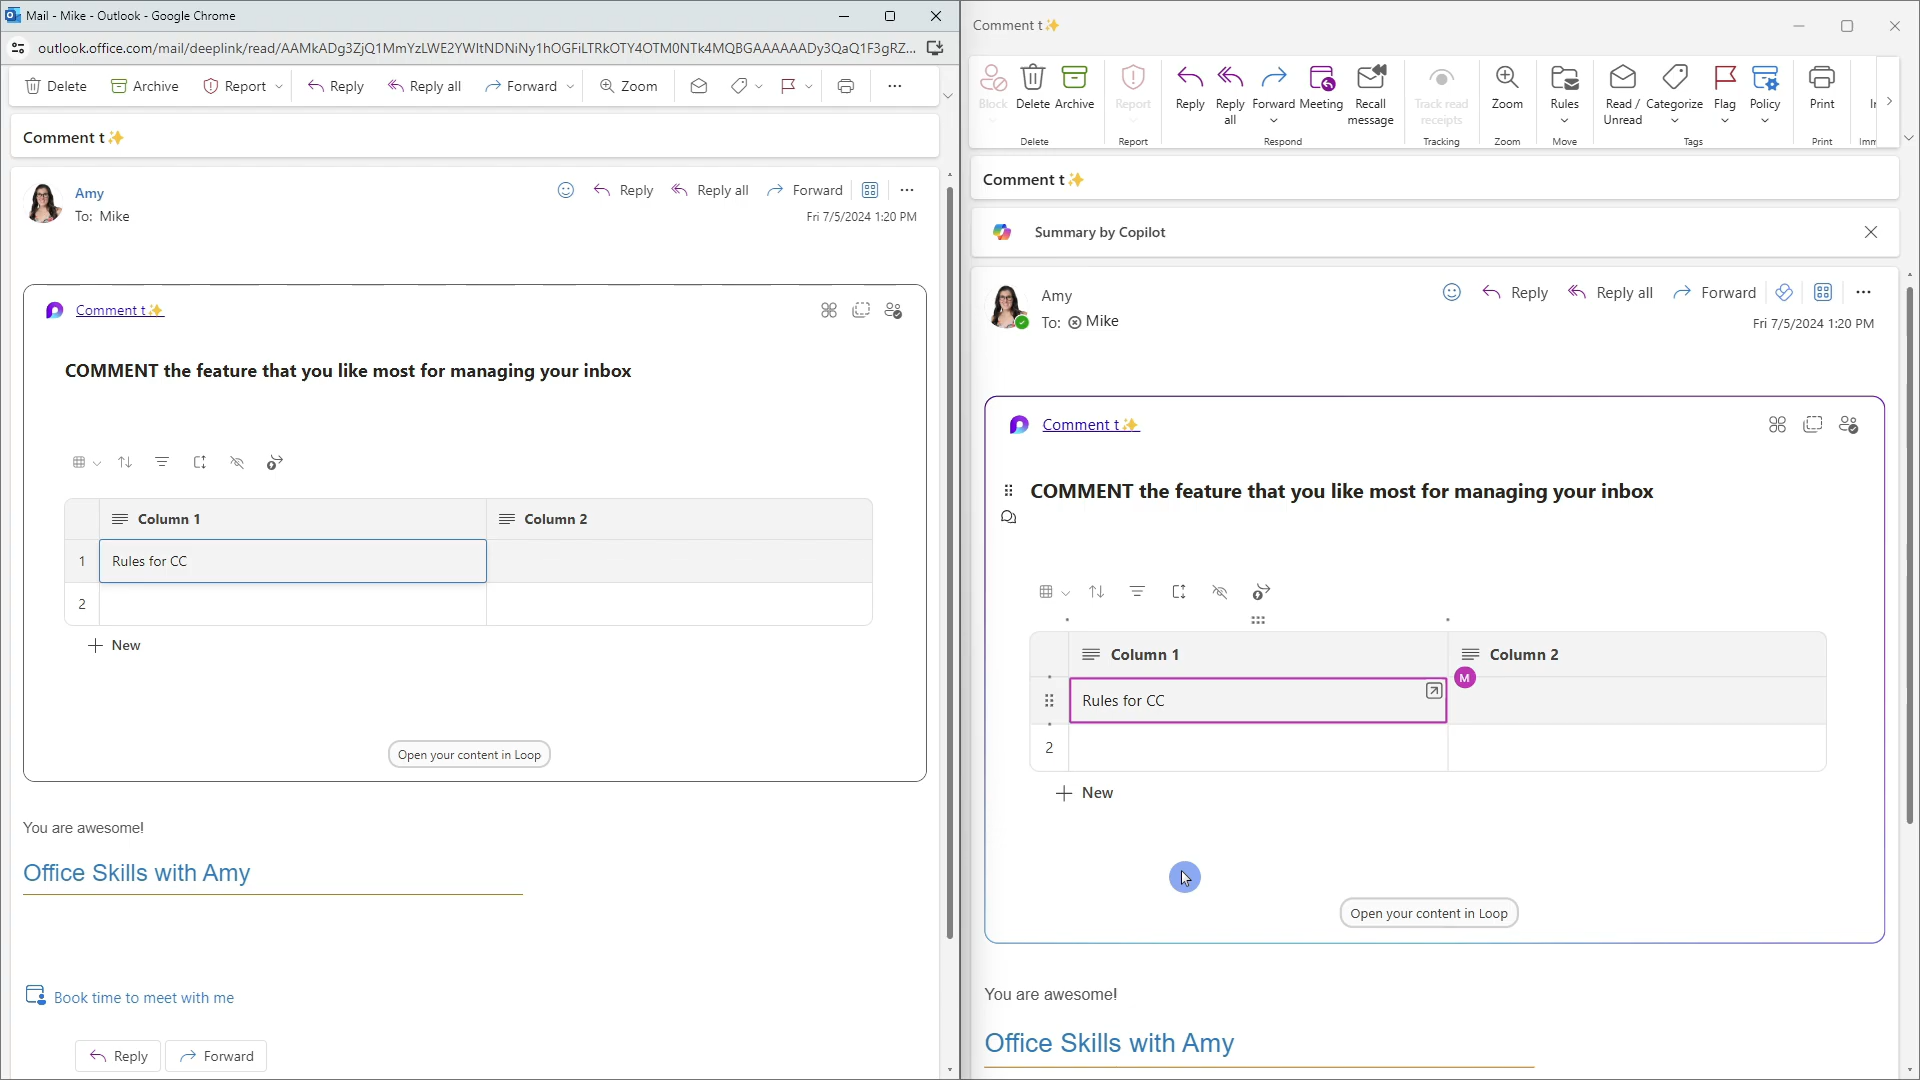 Mail - Mike - Outlook - Google Chrome
outlook.office.com/mail/deeplink/read/AAMkADg3ZjQ1MmYzLWE2YWItNDNiNy1hOGFiLTRkOTY4OTM0NTk4MQBGAAAAAADy3QaQ1F3gRZ...
Delete Archive Report Reply Reply all Forward Zoom
Comment t✨
Amy
To: Mike
Reply Reply all Forward
Fri 7/5/2024 1:20 PM
Comment t✨
COMMENT the feature that you like most for managing your inbox
Column 1 Column 2
1 Rules for CC
2
New
Open your content in Loop
You are awesome!
Office Skills with Amy
Book time to meet with me
Reply Forward
Comment t✨
Block Delete Archive Report Reply Reply all Forward Meeting Recall message Track read receipts Zoom Rules Read / Unread Categorize Flag Policy Print
Delete Report Respond Tracking Zoom Move Tags Print Imm
Comment t✨
Summary by Copilot
Amy
To: Mike
Reply Reply all Forward
Fri 7/5/2024 1:20 PM
Comment t✨
COMMENT the feature that you like most for managing your inbox
Column 1 Column 2
M
Rules for CC
2
New
Open your content in Loop
You are awesome!
Office Skills with Amy